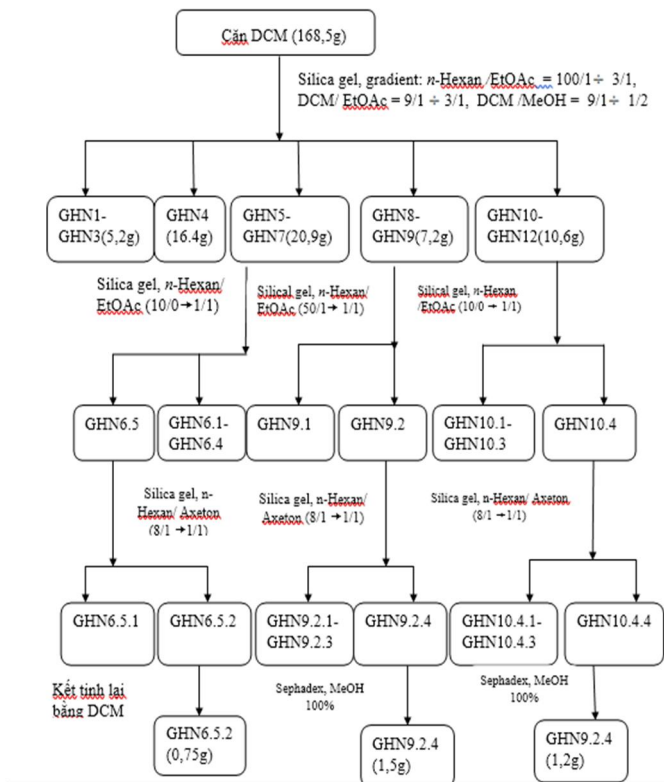 Cặn DCM (168,5g)
Silica gel, gradient: n-Hexan /EtOAc = 100/1÷ 3/1,
DCM/ EtOAc = 9/1 ÷ 3/1, DCM /MeOH = 9/1÷ 1/2
GHN1-
GHN3(5,2g)
GHN4
(16.4g)
GHN5-
GHN7(20,9g)
GHN8-
GHN9(7,2g)
GHN10-
GHN12(10,6g)
Silica gel, n-Hexan/
EtOAc (10/0→1/1)
Silical gel, n-Hexan/
EtOAc (50/1→ 1/1)
Silical gel, n-Hexan
/EtOAc (10/0 → 1/1)
GHN6.5
GHN6.1-
GHN6.4
GHN9.1
GHN9.2
GHN10.1-
GHN10.3
GHN10.4
Silica gel, n-
Hexan/ Axeton
(8/1 →1/1)
Silica gel, n-Hexan/
Axeton (8/1 →1/1)
Silica gel, n-Hexan/ Axeton
(8/1 →1/1)
GHN6.5.1
GHN6.5.2
GHN9.2.1-
GHN9.2.3
GHN9.2.4
GHN10.4.1-
GHN10.4.3
GHN10.4.4
Kết tinh lại
bằng DCM
Sephadex, MeOH
100%
Sephadex, MeOH
100%
GHN6.5.2
(0,75g)
GHN9.2.4
(1,5g)
GHN9.2.4
(1,2g)